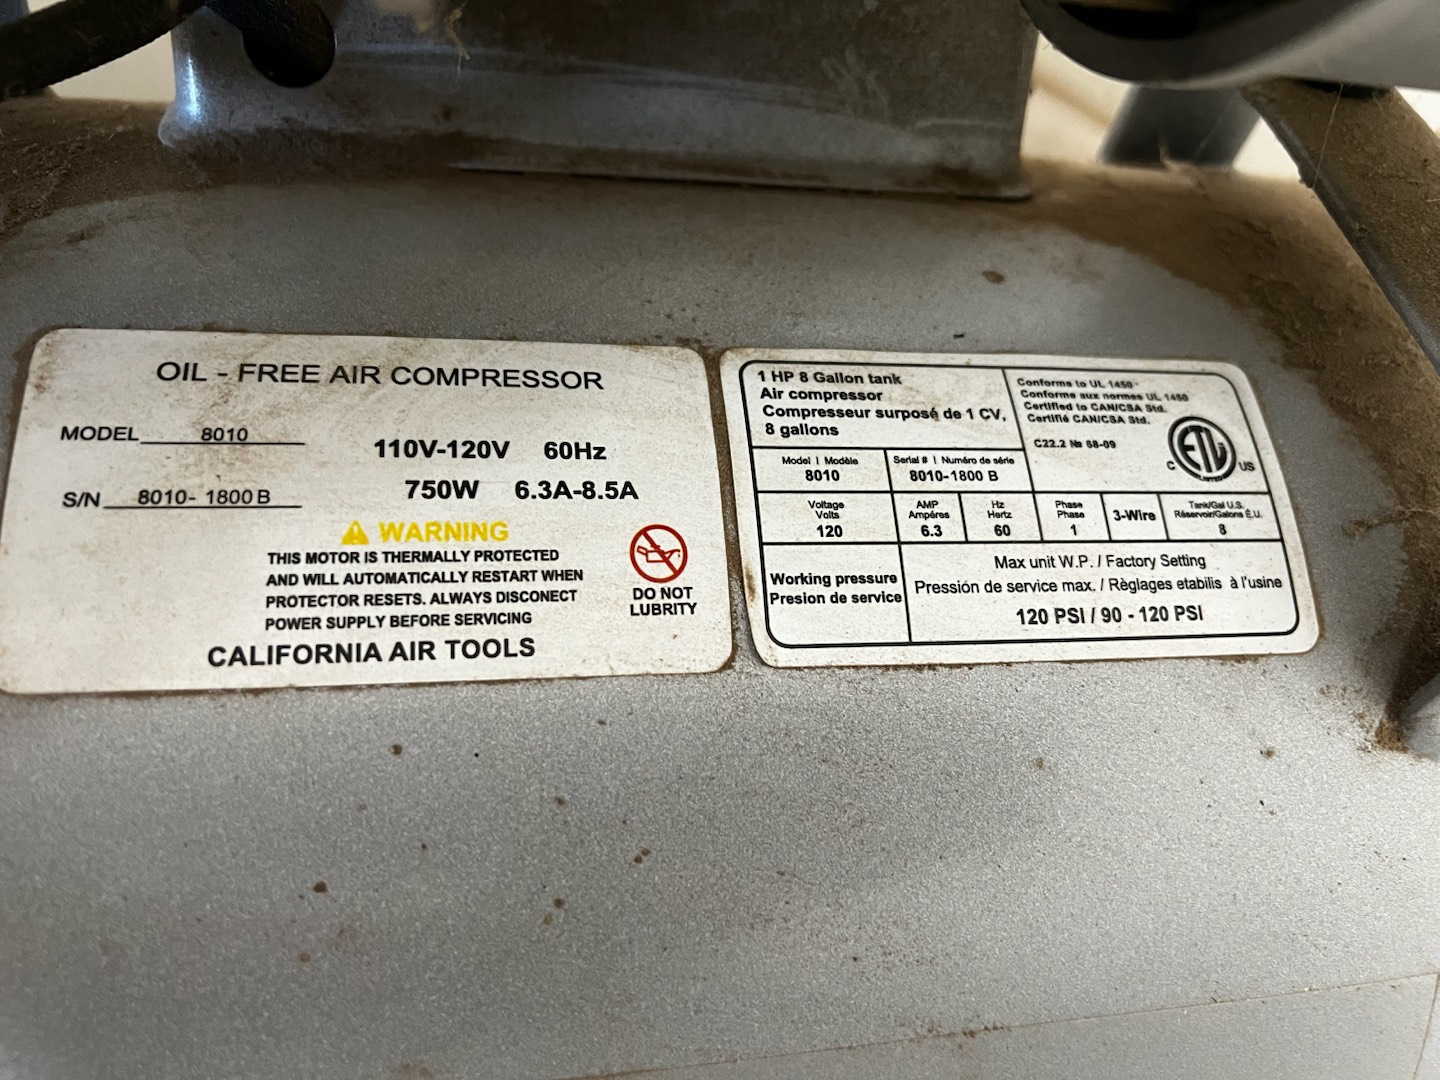 OIL - FREE AIR COMPRESSOR
MODEL 8010
110V-120V 60Hz
S/N 8010- 1800 B
750W 6.3A-8.5A
WARNING
THIS MOTOR IS THERMALLY PROTECTED
AND WILL AUTOMATICALLY RESTART WHEN
PROTECTOR RESETS. ALWAYS DISCONECT
POWER SUPPLY BEFORE SERVICING
DO NOT
LUBRITY
CALIFORNIA AIR TOOLS
1 HP 8 Gallon tank
Air compressor
Compresseur surposé de 1 CV,
8 gallons
Conforms to UL 1450
Conforme aux normes UL 1450
Certified to CAN/CSA Std.
Certifié CAN/CSA Std.
C22.2 No 68-09
C ETL US
LISTED
Model | Modèle
8010
Serial # | Numéro de série
8010-1800 B
Voltage
Volts
120
AMP
Ampéres
6.3
Hz
Hertz
60
Phase
Phase
1
3-Wire
Tank/Gal U.S.
Réservoir/Galons É.U.
8
Working pressure
Presion de service
Max unit W.P. / Factory Setting
Pressión de service max. / Règlages etabilis à l'usine
120 PSI / 90 - 120 PSI